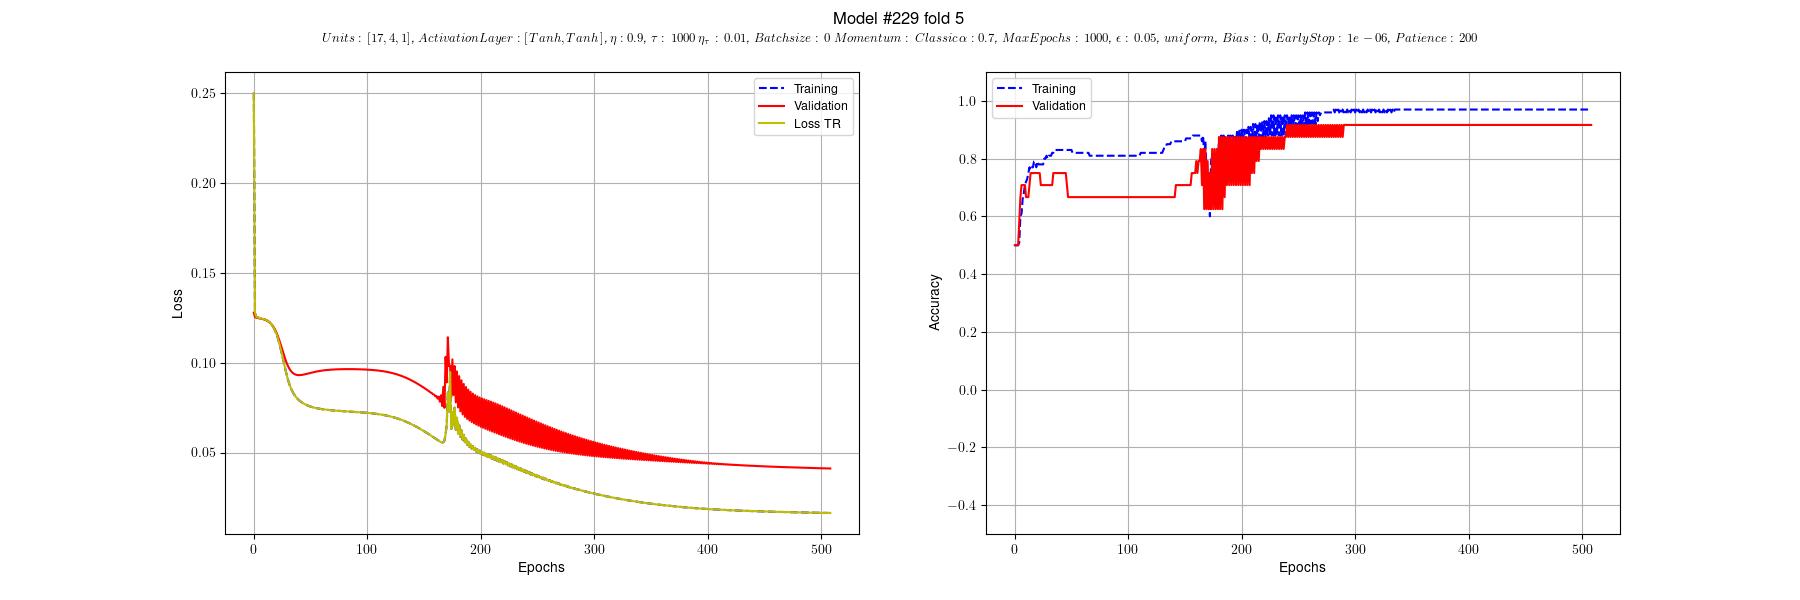 Model #229 fold 5
Units : [17, 4, 1], ActivationLayer : [Tanh, Tanh], η : 0.9, τ : 1000 ητ : 0.01, Batchsize : 0 Momentum : Classicα : 0.7, MaxEpochs : 1000, ϵ : 0.05, uniform, Bias : 0, EarlyStop : 1e − 06, Patience : 200
Training
Validation
Loss TR
0.25
0.20
0.15
0.10
0.05
Loss
0 100 200 300 400 500
Epochs
Training
Validation
1.0
0.8
0.6
0.4
0.2
0.0
−0.2
−0.4
Accuracy
0 100 200 300 400 500
Epochs